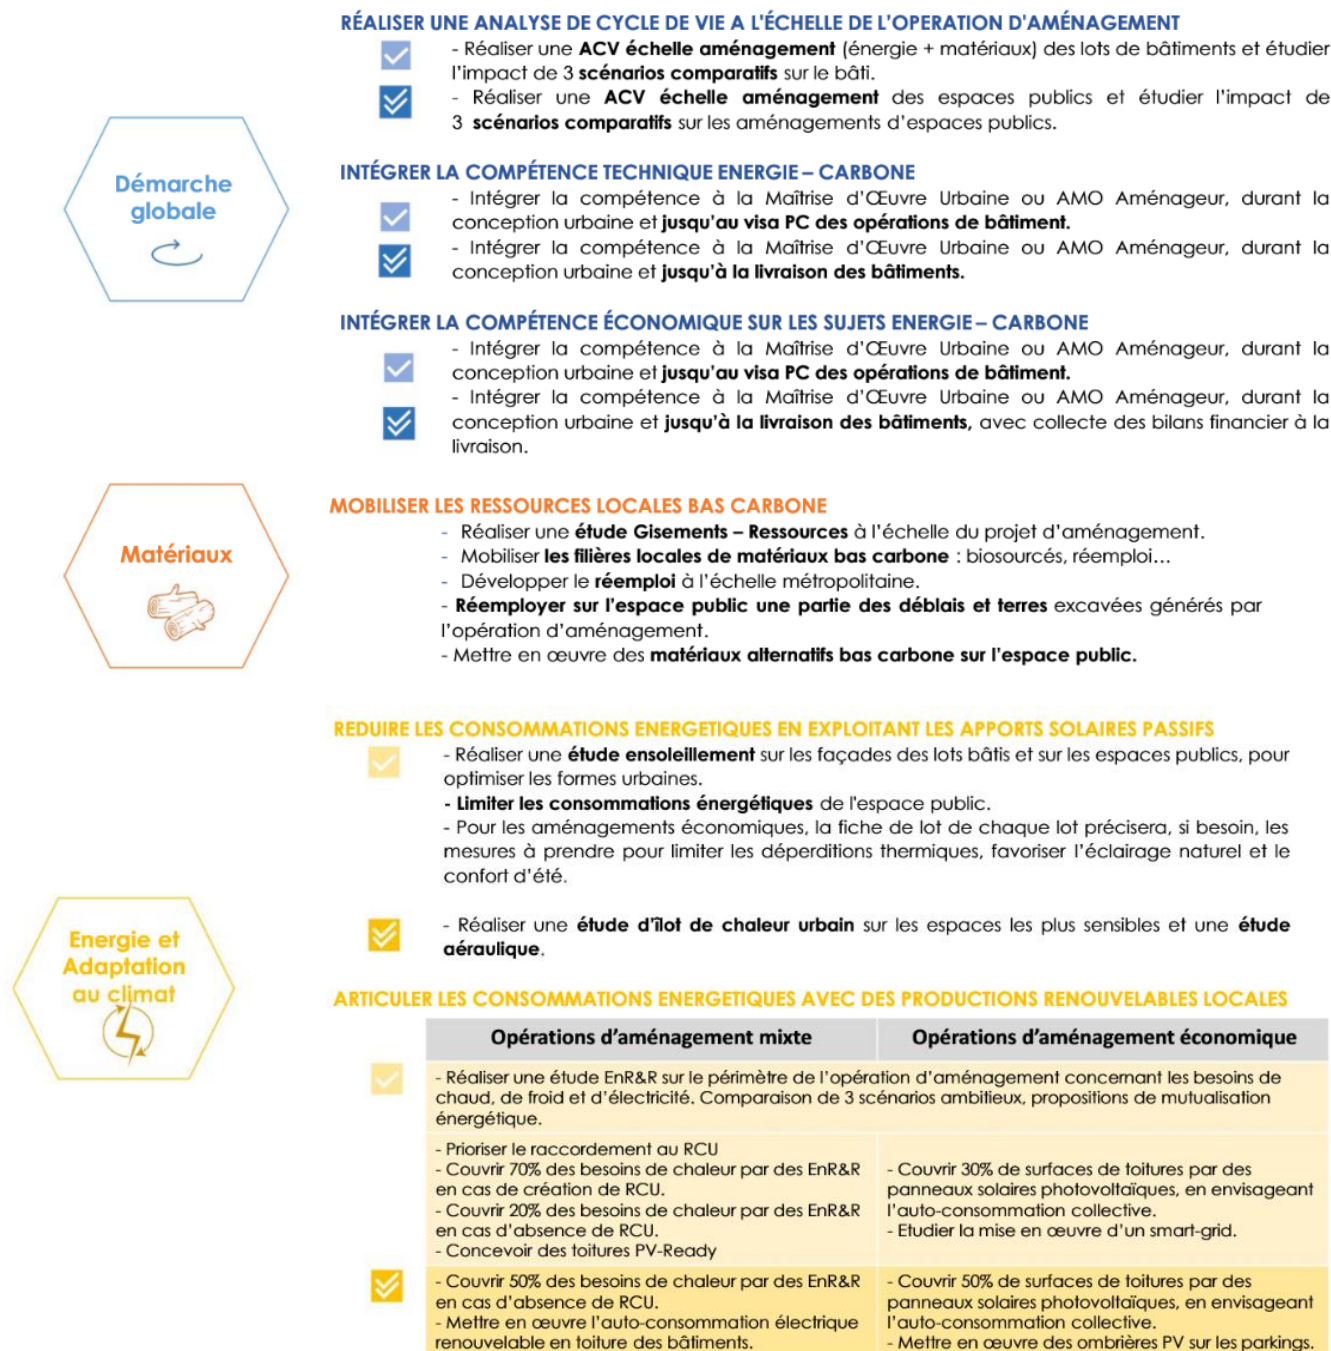 RÉALISER UNE ANALYSE DE CYCLE DE VIE A L'ÉCHELLE DE L'OPERATION D'AMÉNAGEMENT
- Réaliser une ACV échelle aménagement (énergie + matériaux) des lots de bâtiments et étudier
l'impact de 3 scénarios comparatifs sur le bâti.
- Réaliser une ACV échelle aménagement des espaces publics et étudier l'impact de
3 scénarios comparatifs sur les aménagements d'espaces publics.
Démarche
globale
INTÉGRER LA COMPÉTENCE TECHNIQUE ENERGIE – CARBONE
- Intégrer la compétence à la Maîtrise d'Œuvre Urbaine ou AMO Aménageur, durant la
conception urbaine et jusqu'au visa PC des opérations de bâtiment.
- Intégrer la compétence à la Maîtrise d'Œuvre Urbaine ou AMO Aménageur, durant la
conception urbaine et jusqu'à la livraison des bâtiments.
INTÉGRER LA COMPÉTENCE ÉCONOMIQUE SUR LES SUJETS ENERGIE – CARBONE
- Intégrer la compétence à la Maîtrise d'Œuvre Urbaine ou AMO Aménageur, durant la
conception urbaine et jusqu'au visa PC des opérations de bâtiment.
- Intégrer la compétence à la Maîtrise d'Œuvre Urbaine ou AMO Aménageur, durant la
conception urbaine et jusqu'à la livraison des bâtiments, avec collecte des bilans financier à la
livraison.
Matériaux
MOBILISER LES RESSOURCES LOCALES BAS CARBONE
- Réaliser une étude Gisements – Ressources à l'échelle du projet d'aménagement.
- Mobiliser les filières locales de matériaux bas carbone : biosourcés, réemploi...
- Développer le réemploi à l'échelle métropolitaine.
- Réemployer sur l'espace public une partie des déblais et terres excavées générés par
l'opération d'aménagement.
- Mettre en œuvre des matériaux alternatifs bas carbone sur l'espace public.
REDUIRE LES CONSOMMATIONS ENERGETIQUES EN EXPLOITANT LES APPORTS SOLAIRES PASSIFS
- Réaliser une étude ensoleillement sur les façades des lots bâtis et sur les espaces publics, pour
optimiser les formes urbaines.
- Limiter les consommations énergétiques de l'espace public.
- Pour les aménagements économiques, la fiche de lot de chaque lot précisera, si besoin, les
mesures à prendre pour limiter les déperditions thermiques, favoriser l'éclairage naturel et le
confort d'été.
- Réaliser une étude d'îlot de chaleur urbain sur les espaces les plus sensibles et une étude
aéraulique.
Energie et
Adaptation
au climat
ARTICULER LES CONSOMMATIONS ENERGETIQUES AVEC DES PRODUCTIONS RENOUVELABLES LOCALES
Opérations d'aménagement mixte
Opérations d'aménagement économique
- Réaliser une étude EnR&R sur le périmètre de l'opération d'aménagement concernant les besoins de
chaud, de froid et d'électricité. Comparaison de 3 scénarios ambitieux, propositions de mutualisation
énergétique.
- Prioriser le raccordement au RCU
- Couvrir 70% des besoins de chaleur par des EnR&R
en cas de création de RCU.
- Couvrir 20% des besoins de chaleur par des EnR&R
en cas d'absence de RCU.
- Concevoir des toitures PV-Ready
- Couvrir 30% de surfaces de toitures par des
panneaux solaires photovoltaïques, en envisageant
l'auto-consommation collective.
- Etudier la mise en œuvre d'un smart-grid.
- Couvrir 50% des besoins de chaleur par des EnR&R
en cas d'absence de RCU.
- Mettre en œuvre l'auto-consommation électrique
renouvelable en toiture des bâtiments.
- Couvrir 50% de surfaces de toitures par des
panneaux solaires photovoltaïques, en envisageant
l'auto-consommation collective.
- Mettre en œuvre des ombrières PV sur les parkings.